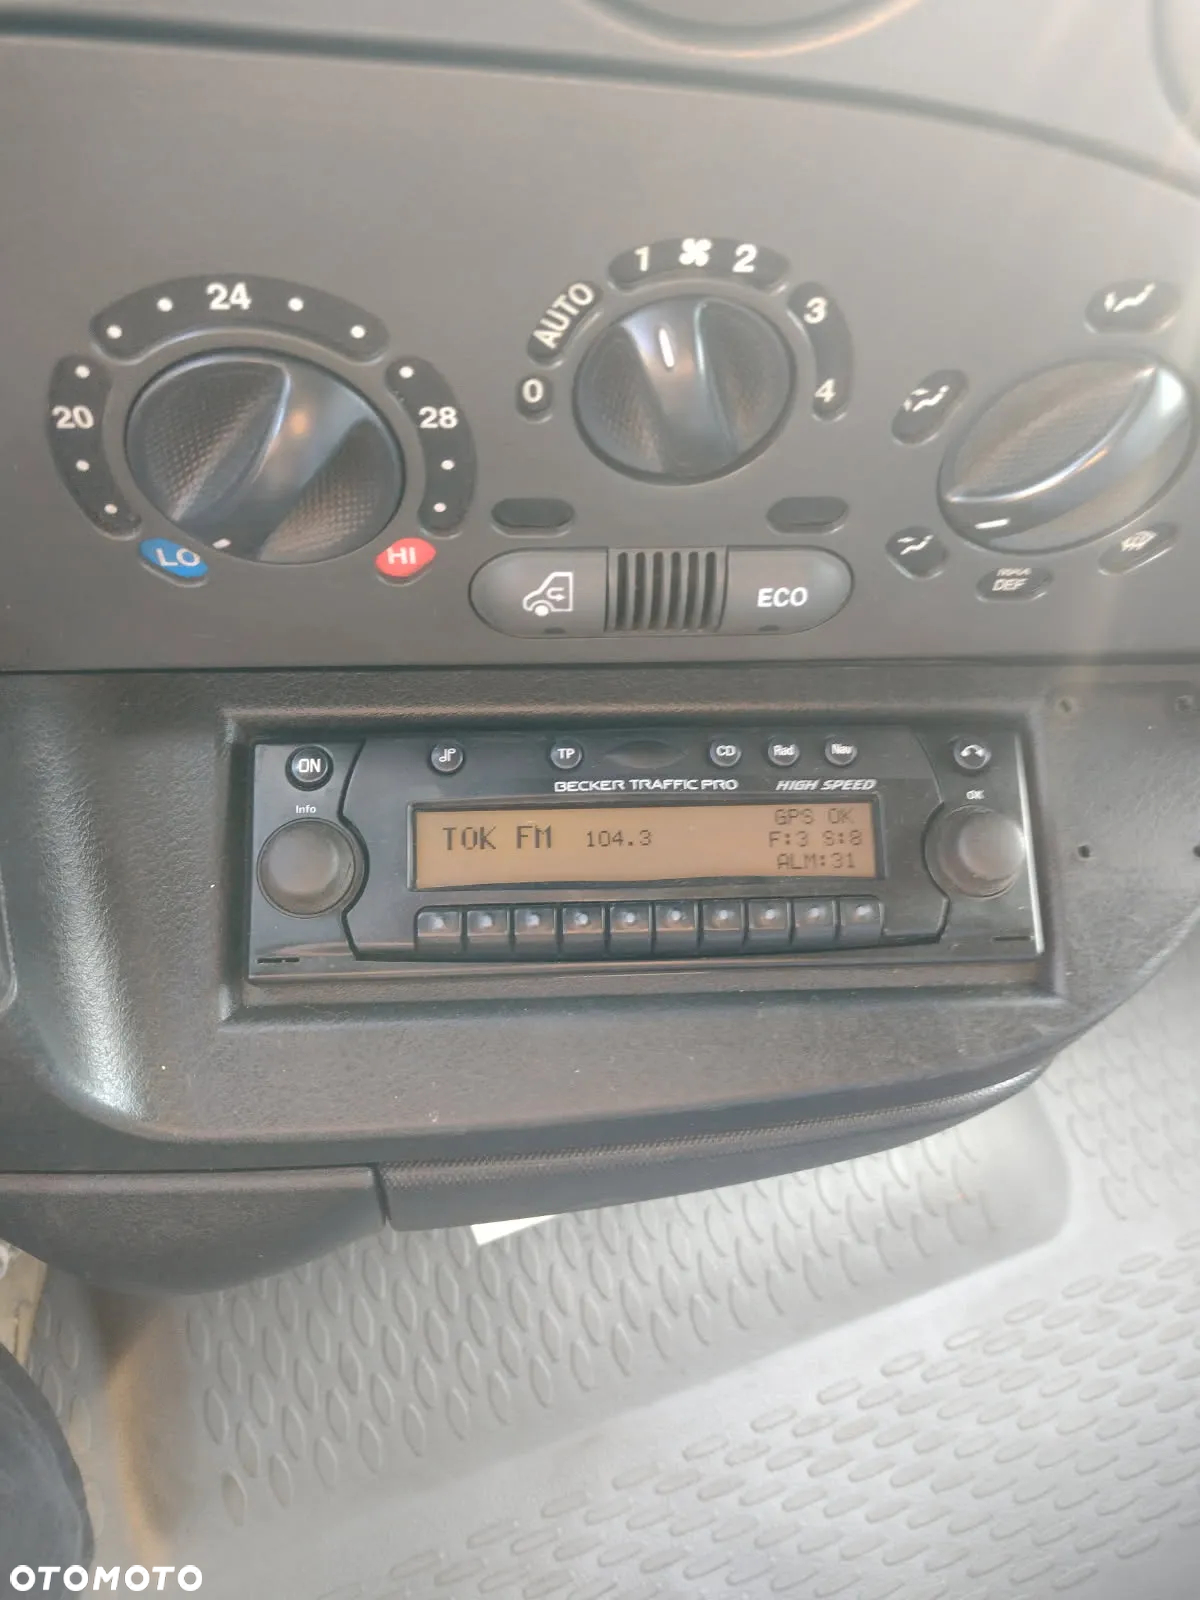 24
20
28
LO
HI
AUTO
0
1
2
3
4
MAX
DEF
ECO
ON
TP
CD
Rad
Nav
BECKER TRAFFIC PRO
HIGH SPEED
Info
OK
TOK FM 104.3
GPS OK
F:3 S:8
ALM:31
OTOMOTO